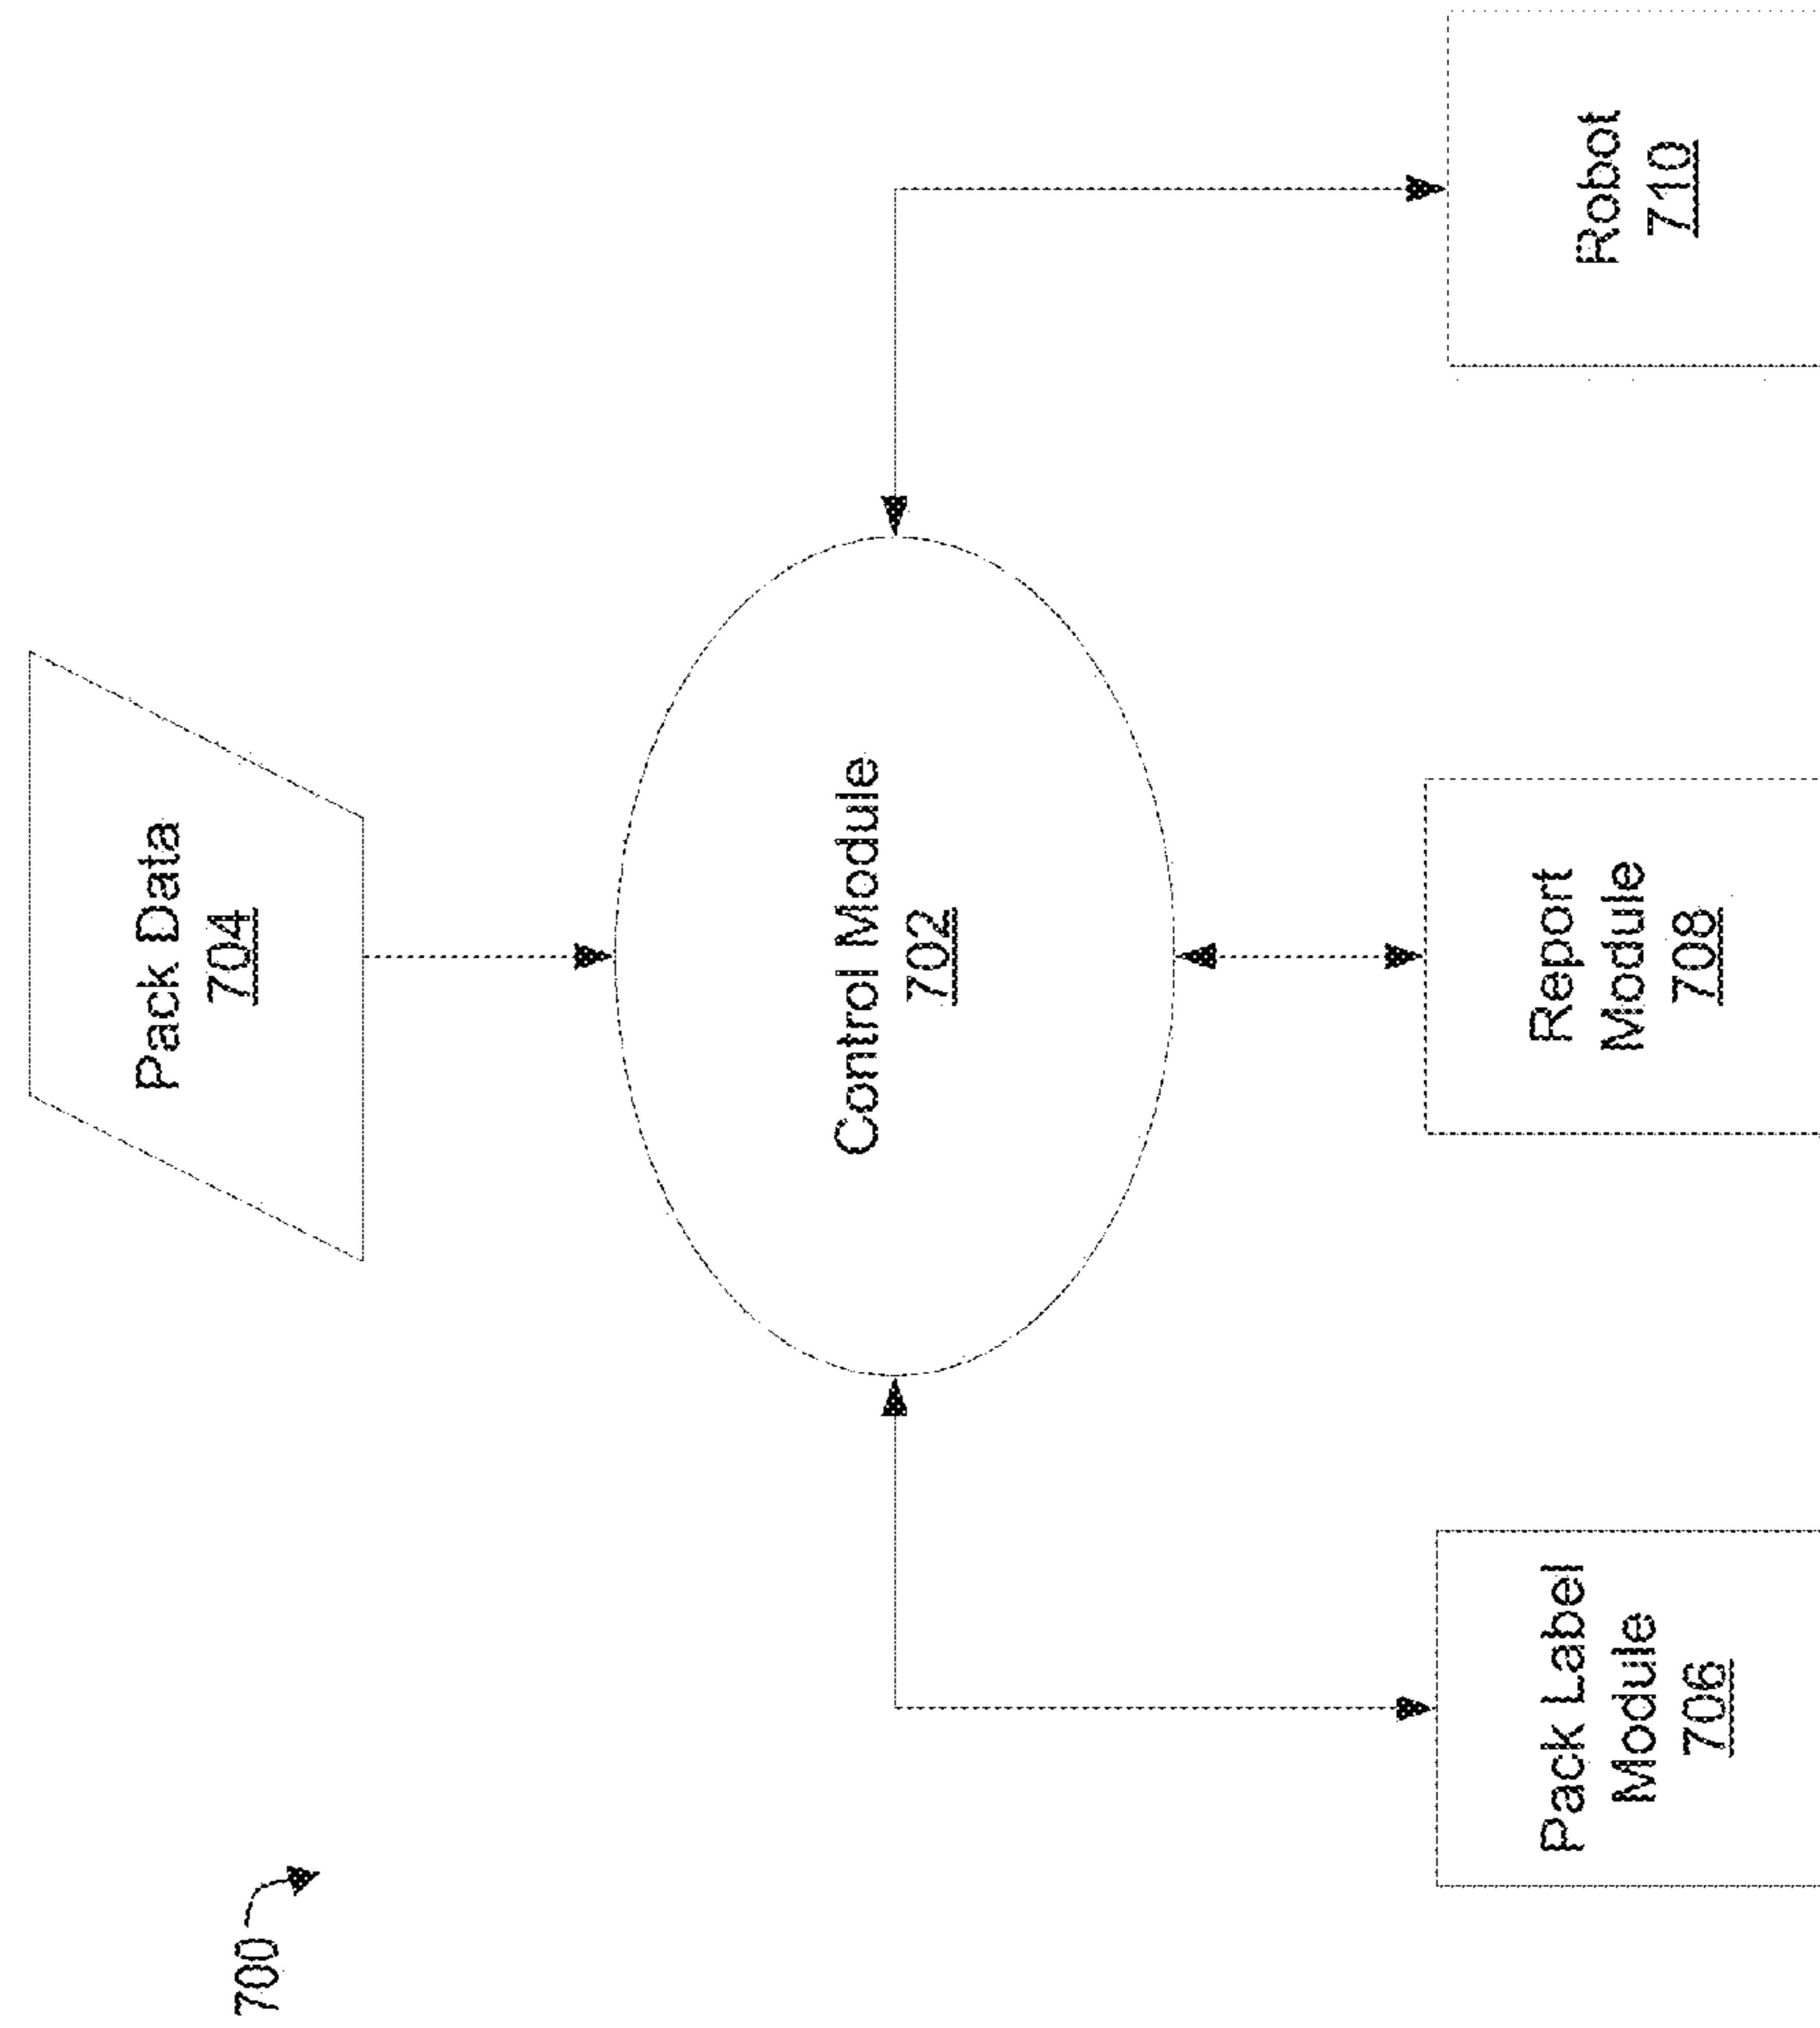 700
Pack Data
704
Control Module
702
Pack Label
Module
706
Report
Module
708
Robot
710